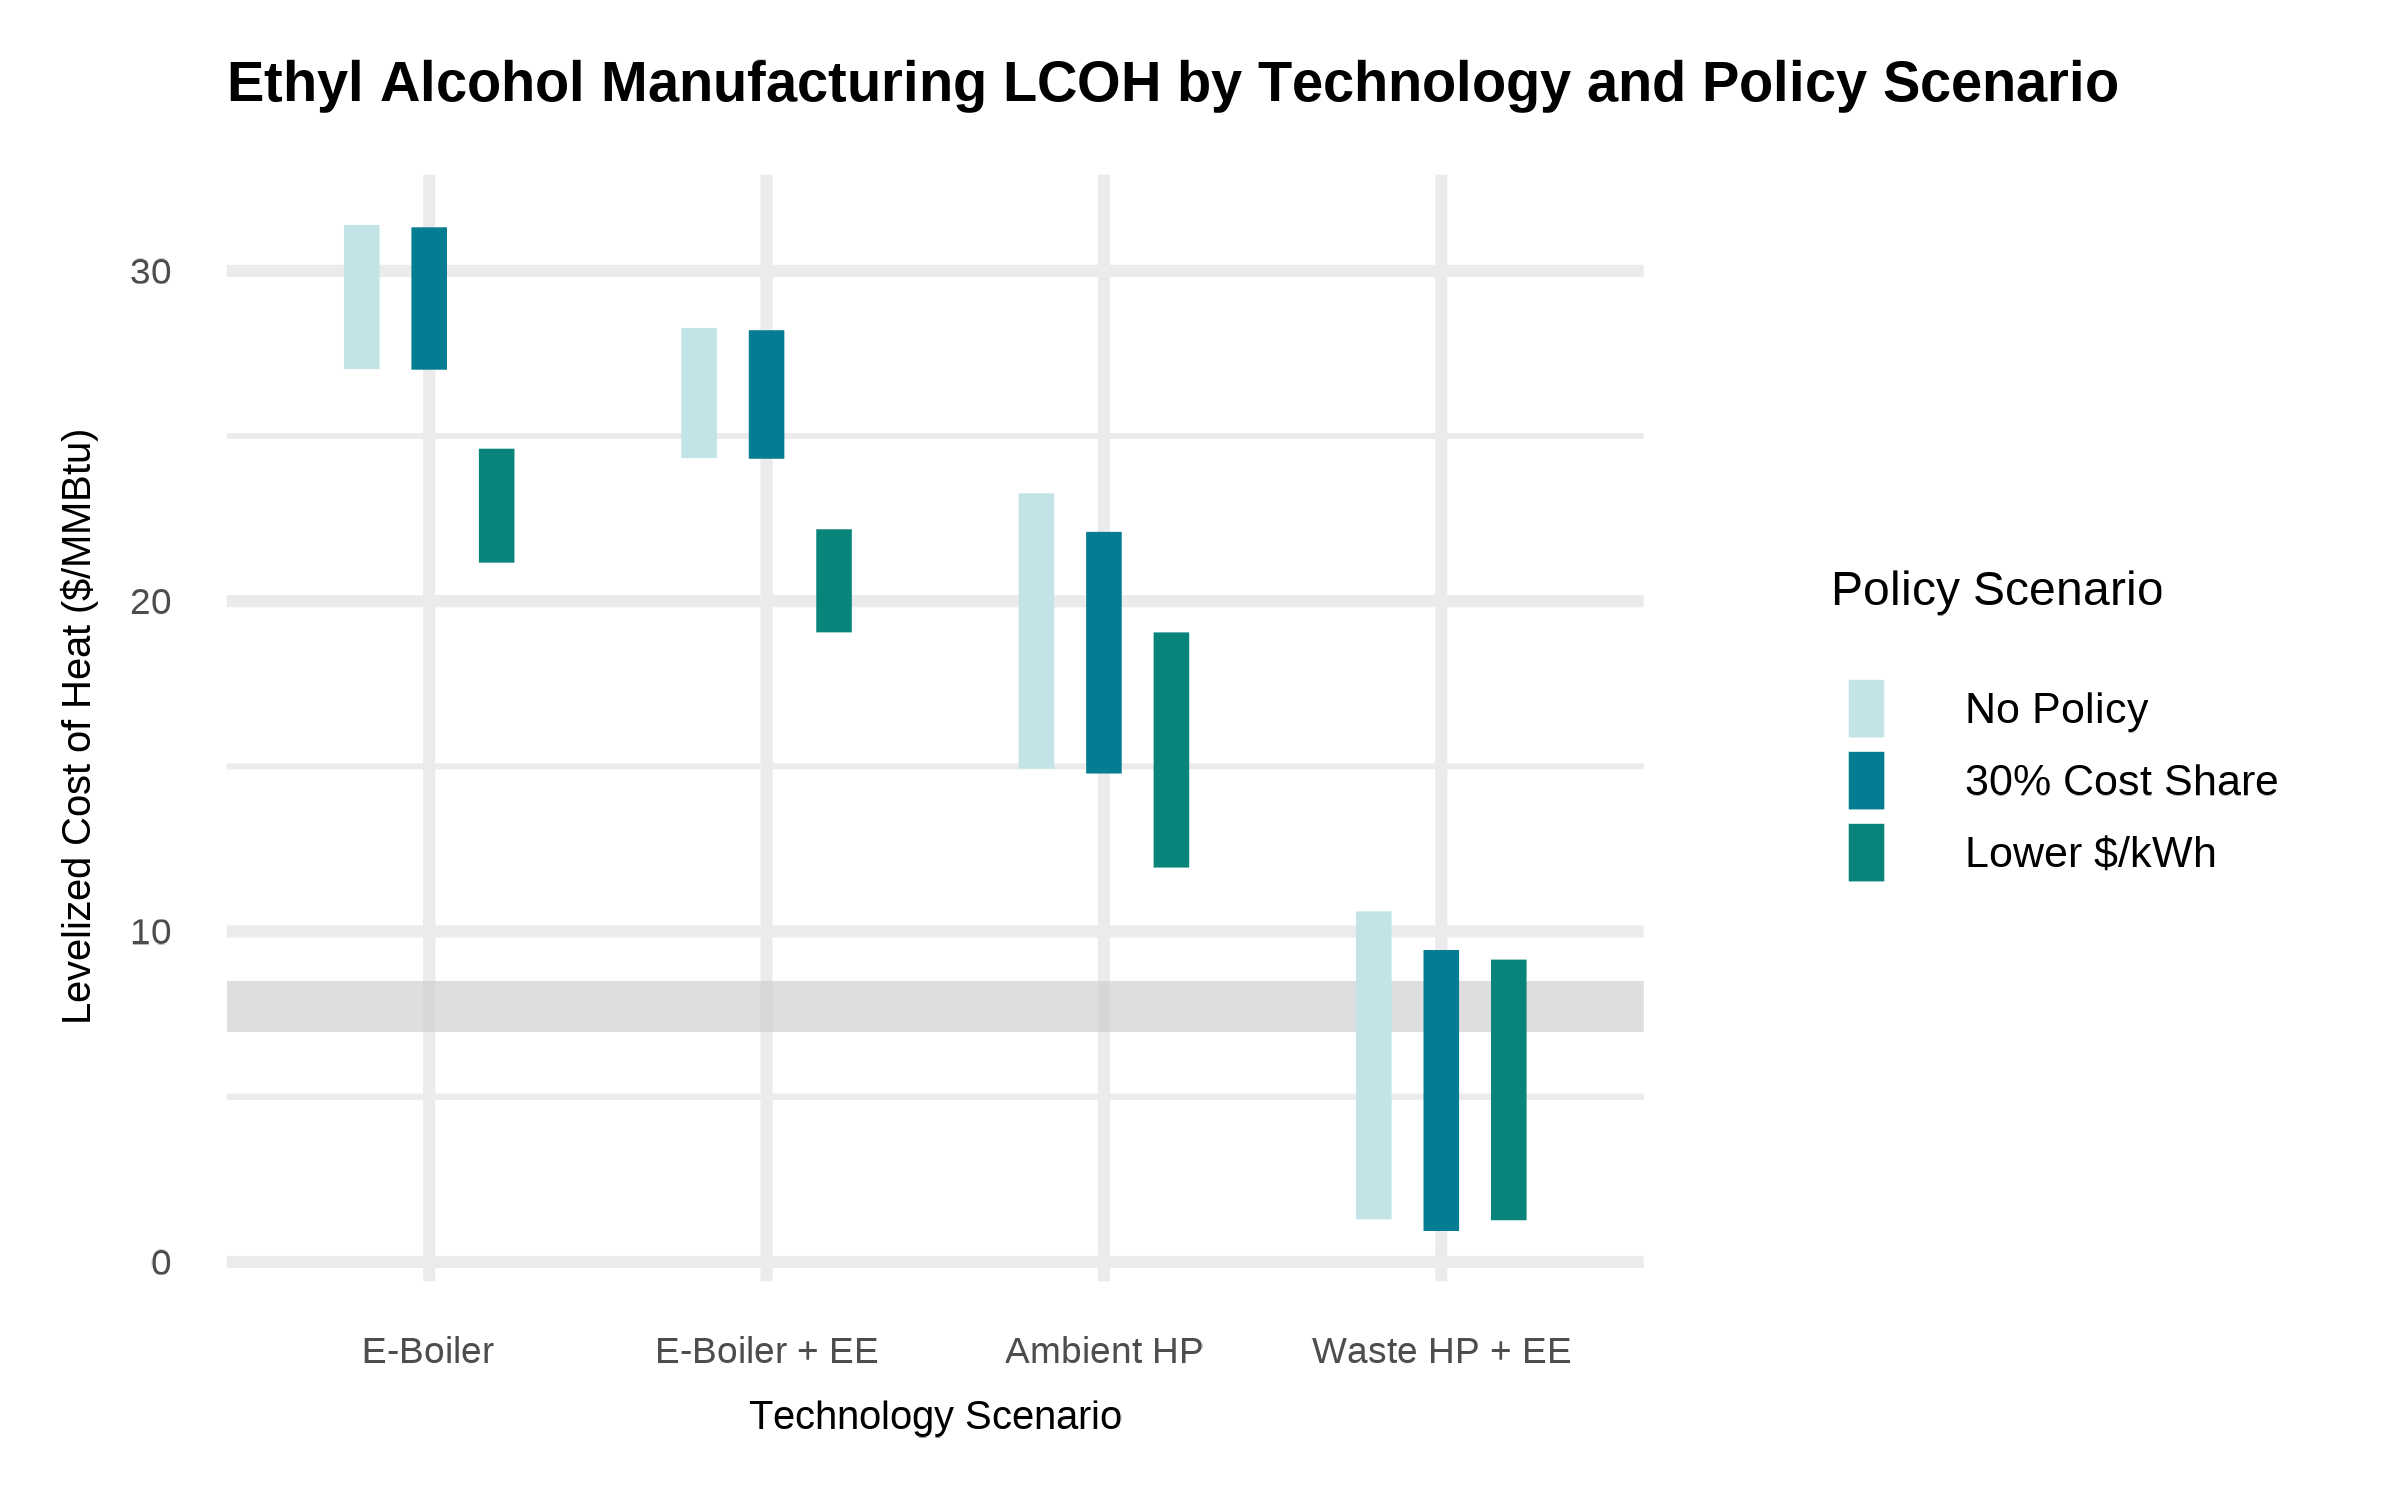 Ethyl Alcohol Manufacturing LCOH by Technology and Policy Scenario
Levelized Cost of Heat ($/MMBtu)
30
20
10
0
E-Boiler
E-Boiler + EE
Ambient HP
Waste HP + EE
Technology Scenario
Policy Scenario
No Policy
30% Cost Share
Lower $/kWh